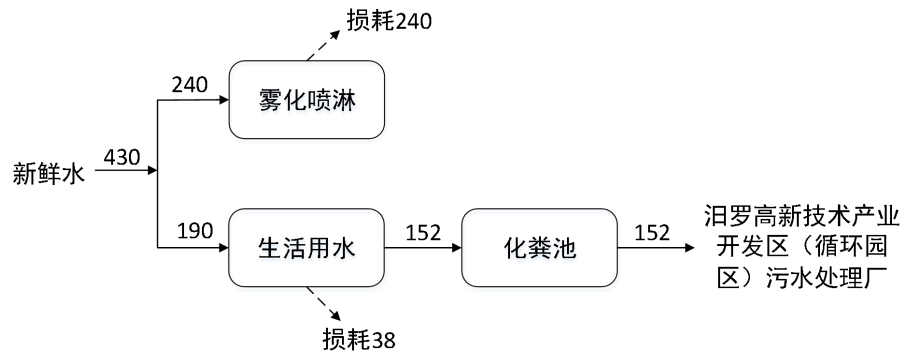 损耗240
240
雾化喷淋
新鲜水
430
190
生活用水
152
化粪池
152
汨罗高新技术产业
开发区（循环园
区）污水处理厂
损耗38